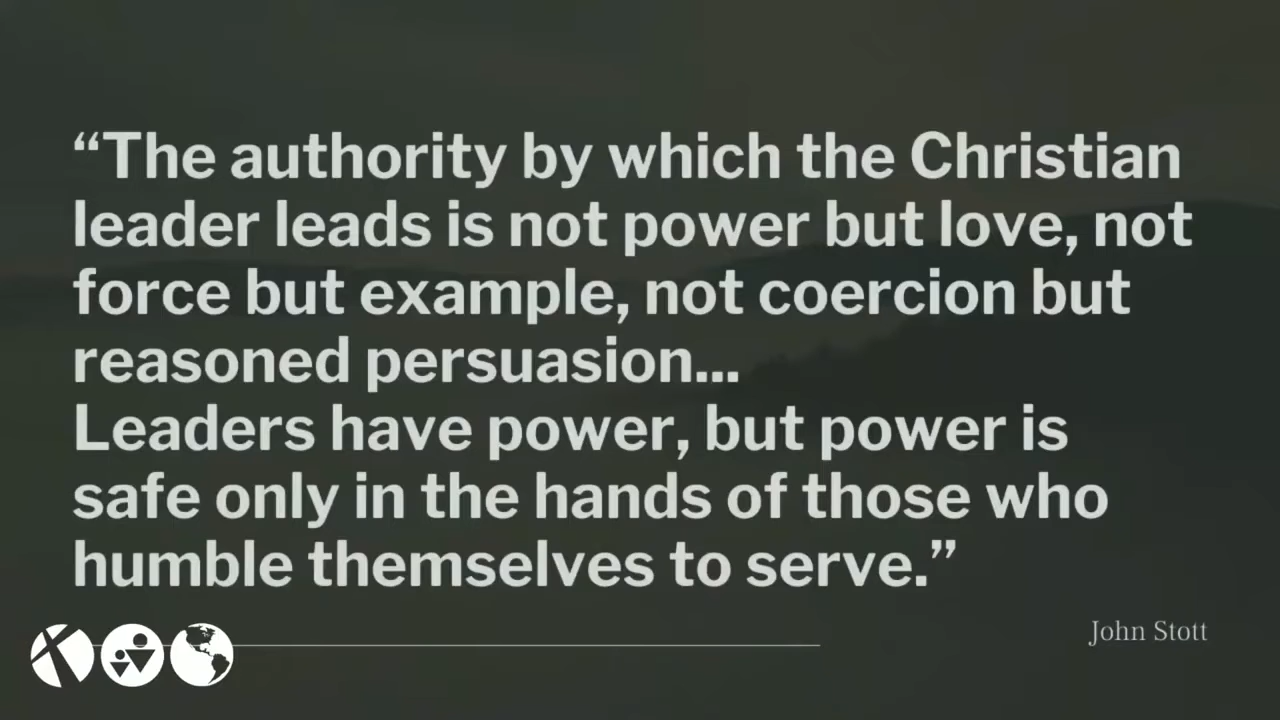 “The authority by which the Christian
leader leads is not power but love, not
force but example, not coercion but
reasoned persuasion...
Leaders have power, but power is
safe only in the hands of those who
humble themselves to serve.”
John Stott